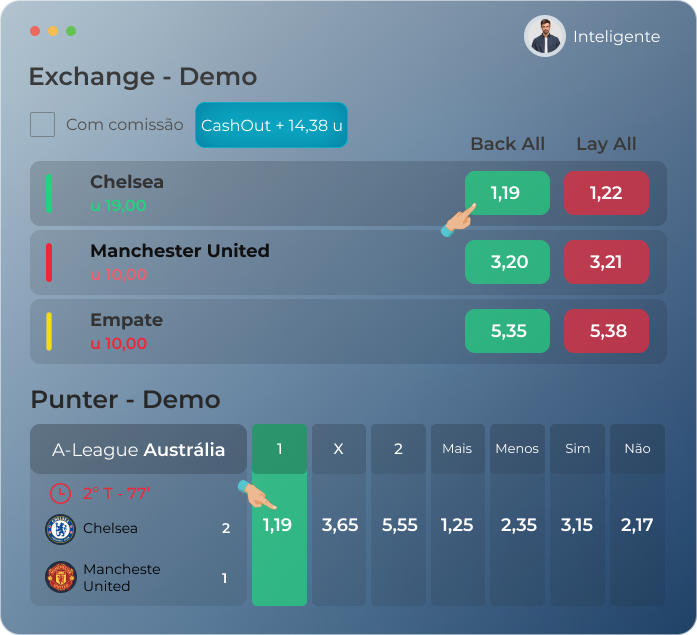 Inteligente
Exchange - Demo
Com comissão
CashOut + 14,38 u
Back All
Lay All
Chelsea
u 19,00
1,19
1,22
Manchester United
u 10,00
3,20
3,21
Empate
u 10,00
5,35
5,38
Punter - Demo
A-League Austrália
1
X
2
Mais
Menos
Sim
Não
2º T - 77'
Chelsea
2
Mancheste
United
1
1,19
3,65
5,55
1,25
2,35
3,15
2,17